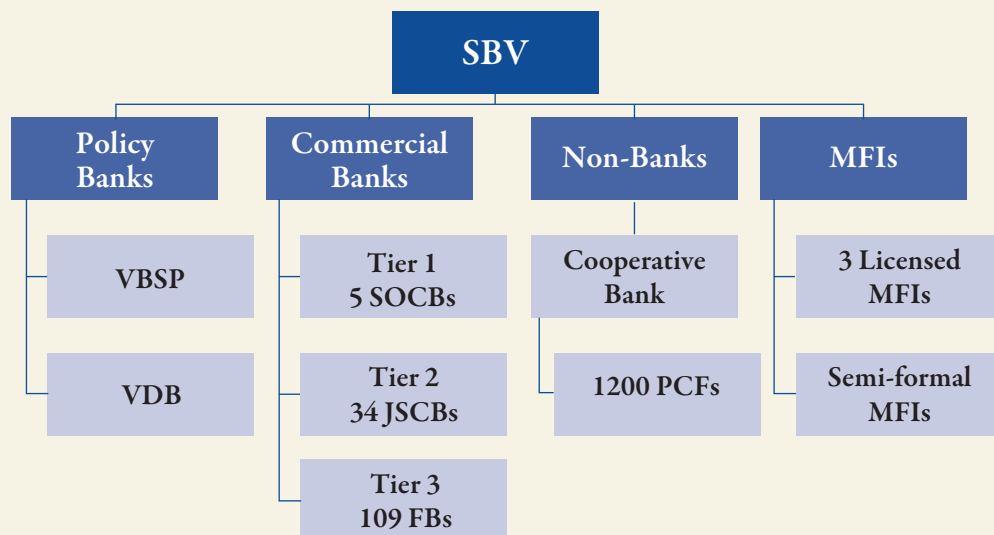 SBV
Policy
Banks
Commercial
Banks
Non-Banks
MFIs
VBSP
VDB
Tier 1
5 SOCBs
Tier 2
34 JSCBs
Tier 3
109 FBs
Cooperative
Bank
1200 PCFs
3 Licensed
MFIs
Semi-formal
MFIs